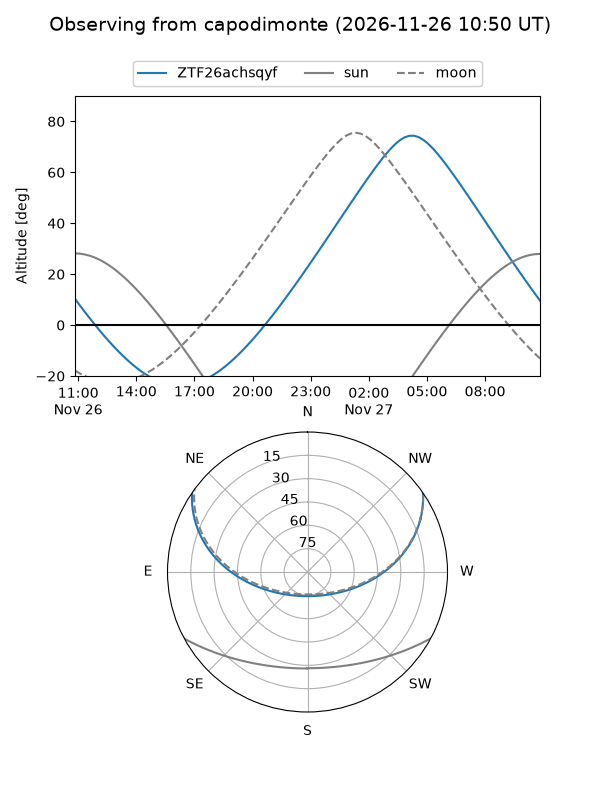 Observing from capodimonte (2026-11-26 10:50 UT)
ZTF26achsqyf sun moon
80
60
40
20
0
−20
Altitude [deg]
11:00 14:00 17:00 20:00 23:00 02:00 05:00 08:00
Nov 26 Nov 27
N
NE NW
15
30
45
60
75
E W
SE SW
S